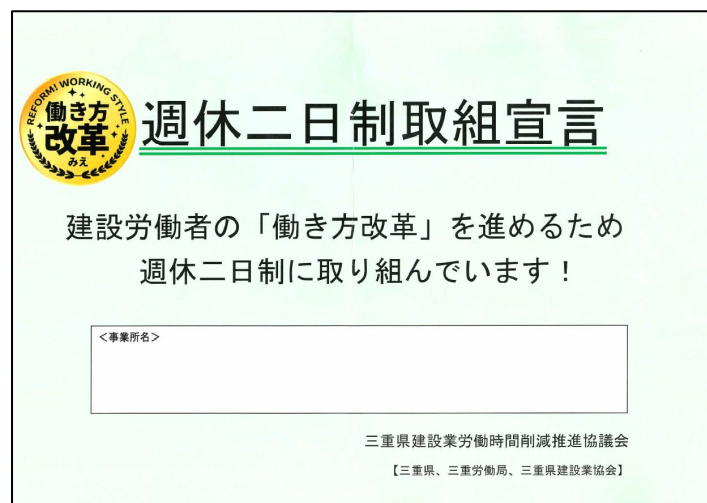 REFORM! WORKING STYLE
働き方
改革
みえ
週休二日制取組宣言
建設労働者の「働き方改革」を進めるため
週休二日制に取り組んでいます！
＜事業所名＞
三重県建設業労働時間削減推進協議会
【三重県、三重労働局、三重県建設業協会】